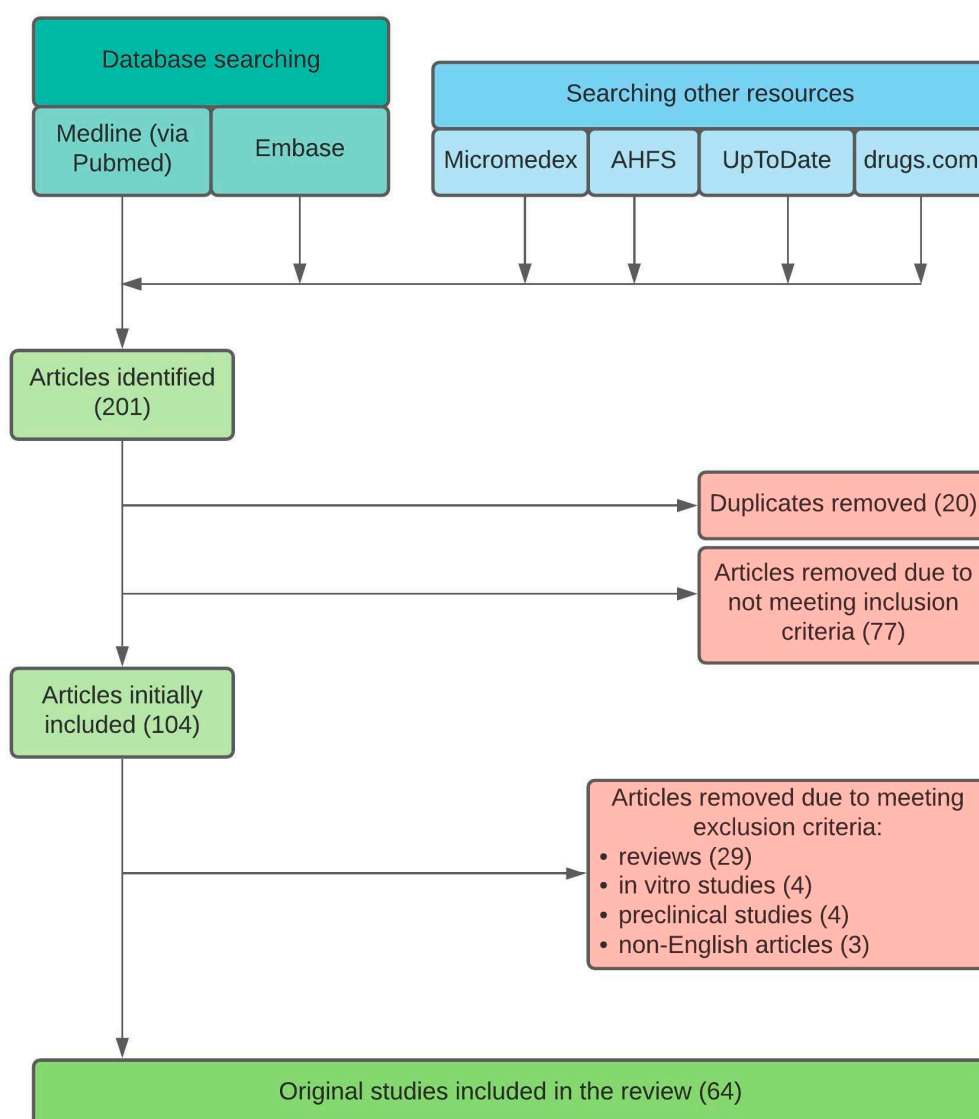 Database searching
Medline (via
Pubmed)
Embase
Searching other resources
Micromedex
AHFS
UpToDate
drugs.com
Articles identified
(201)
Duplicates removed (20)
Articles removed due to
not meeting inclusion
criteria (77)
Articles initially
included (104)
Articles removed due to meeting
exclusion criteria:
• reviews (29)
• in vitro studies (4)
• preclinical studies (4)
• non-English articles (3)
Original studies included in the review (64)